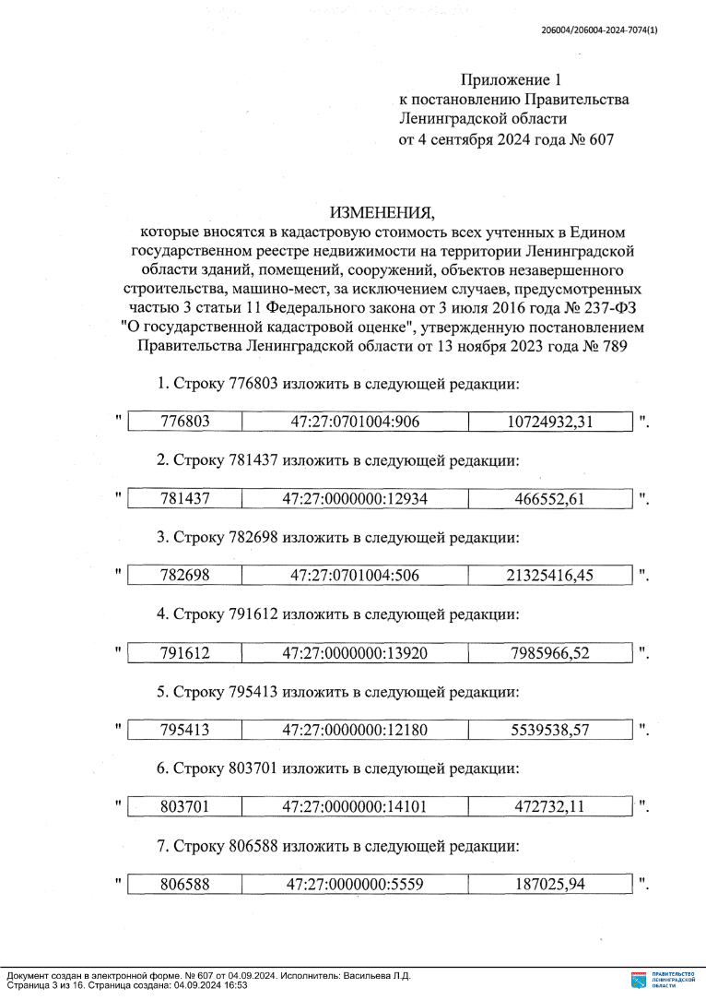 206004/206004-2024-7074(1)
Приложение 1
к постановлению Правительства
Ленинградской области
от 4 сентября 2024 года № 607
ИЗМЕНЕНИЯ,
которые вносятся в кадастровую стоимость всех учтенных в Едином
государственном реестре недвижимости на территории Ленинградской
области зданий, помещений, сооружений, объектов незавершенного
строительства, машино-мест, за исключением случаев, предусмотренных
частью 3 статьи 11 Федерального закона от 3 июля 2016 года № 237-ФЗ
"О государственной кадастровой оценке", утвержденную постановлением
Правительства Ленинградской области от 13 ноября 2023 года № 789
1. Строку 776803 изложить в следующей редакции:
" 776803 47:27:0701004:906 10724932,31 ".
2. Строку 781437 изложить в следующей редакции:
" 781437 47:27:0000000:12934 466552,61 ".
3. Строку 782698 изложить в следующей редакции:
" 782698 47:27:0701004:506 21325416,45 ".
4. Строку 791612 изложить в следующей редакции:
" 791612 47:27:0000000:13920 7985966,52 ".
5. Строку 795413 изложить в следующей редакции:
" 795413 47:27:0000000:12180 5539538,57 ".
6. Строку 803701 изложить в следующей редакции:
" 803701 47:27:0000000:14101 472732,11 ".
7. Строку 806588 изложить в следующей редакции:
" 806588 47:27:0000000:5559 187025,94 ".
Документ создан в электронной форме. № 607 от 04.09.2024. Исполнитель: Васильева Л.Д.
Страница 3 из 16. Страница создана: 04.09.2024 16:53
ПРАВИТЕЛЬСТВО
ЛЕНИНГРАДСКОЙ
ОБЛАСТИ